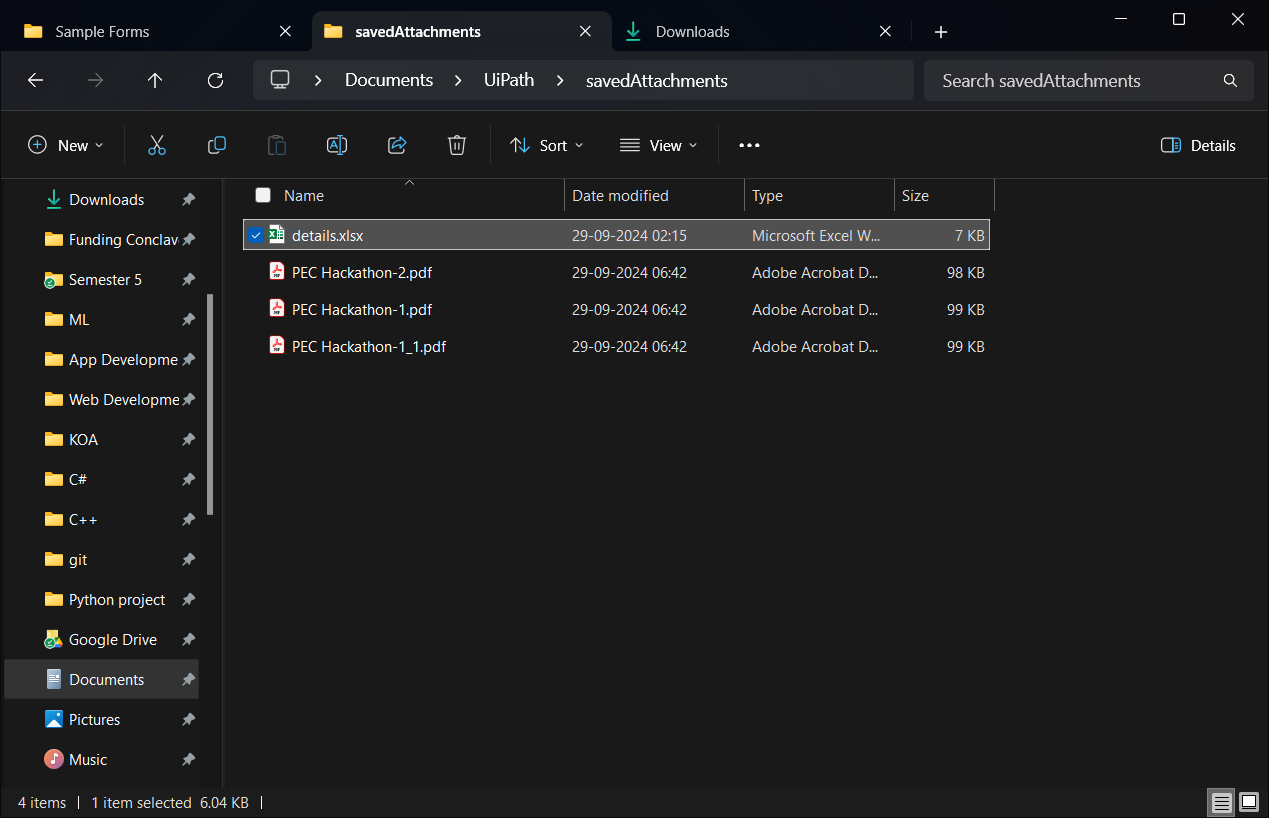 Sample Forms savedAttachments Downloads
Documents UiPath savedAttachments Search savedAttachments
New Sort View Details
Name Date modified Type Size
details.xlsx 29-09-2024 02:15 Microsoft Excel W... 7 KB
PEC Hackathon-2.pdf 29-09-2024 06:42 Adobe Acrobat D... 98 KB
PEC Hackathon-1.pdf 29-09-2024 06:42 Adobe Acrobat D... 99 KB
PEC Hackathon-1_1.pdf 29-09-2024 06:42 Adobe Acrobat D... 99 KB
Downloads
Funding Conclav
Semester 5
ML
App Developme
Web Developme
KOA
C#
C++
git
Python project
Google Drive
Documents
Pictures
Music
4 items 1 item selected 6.04 KB